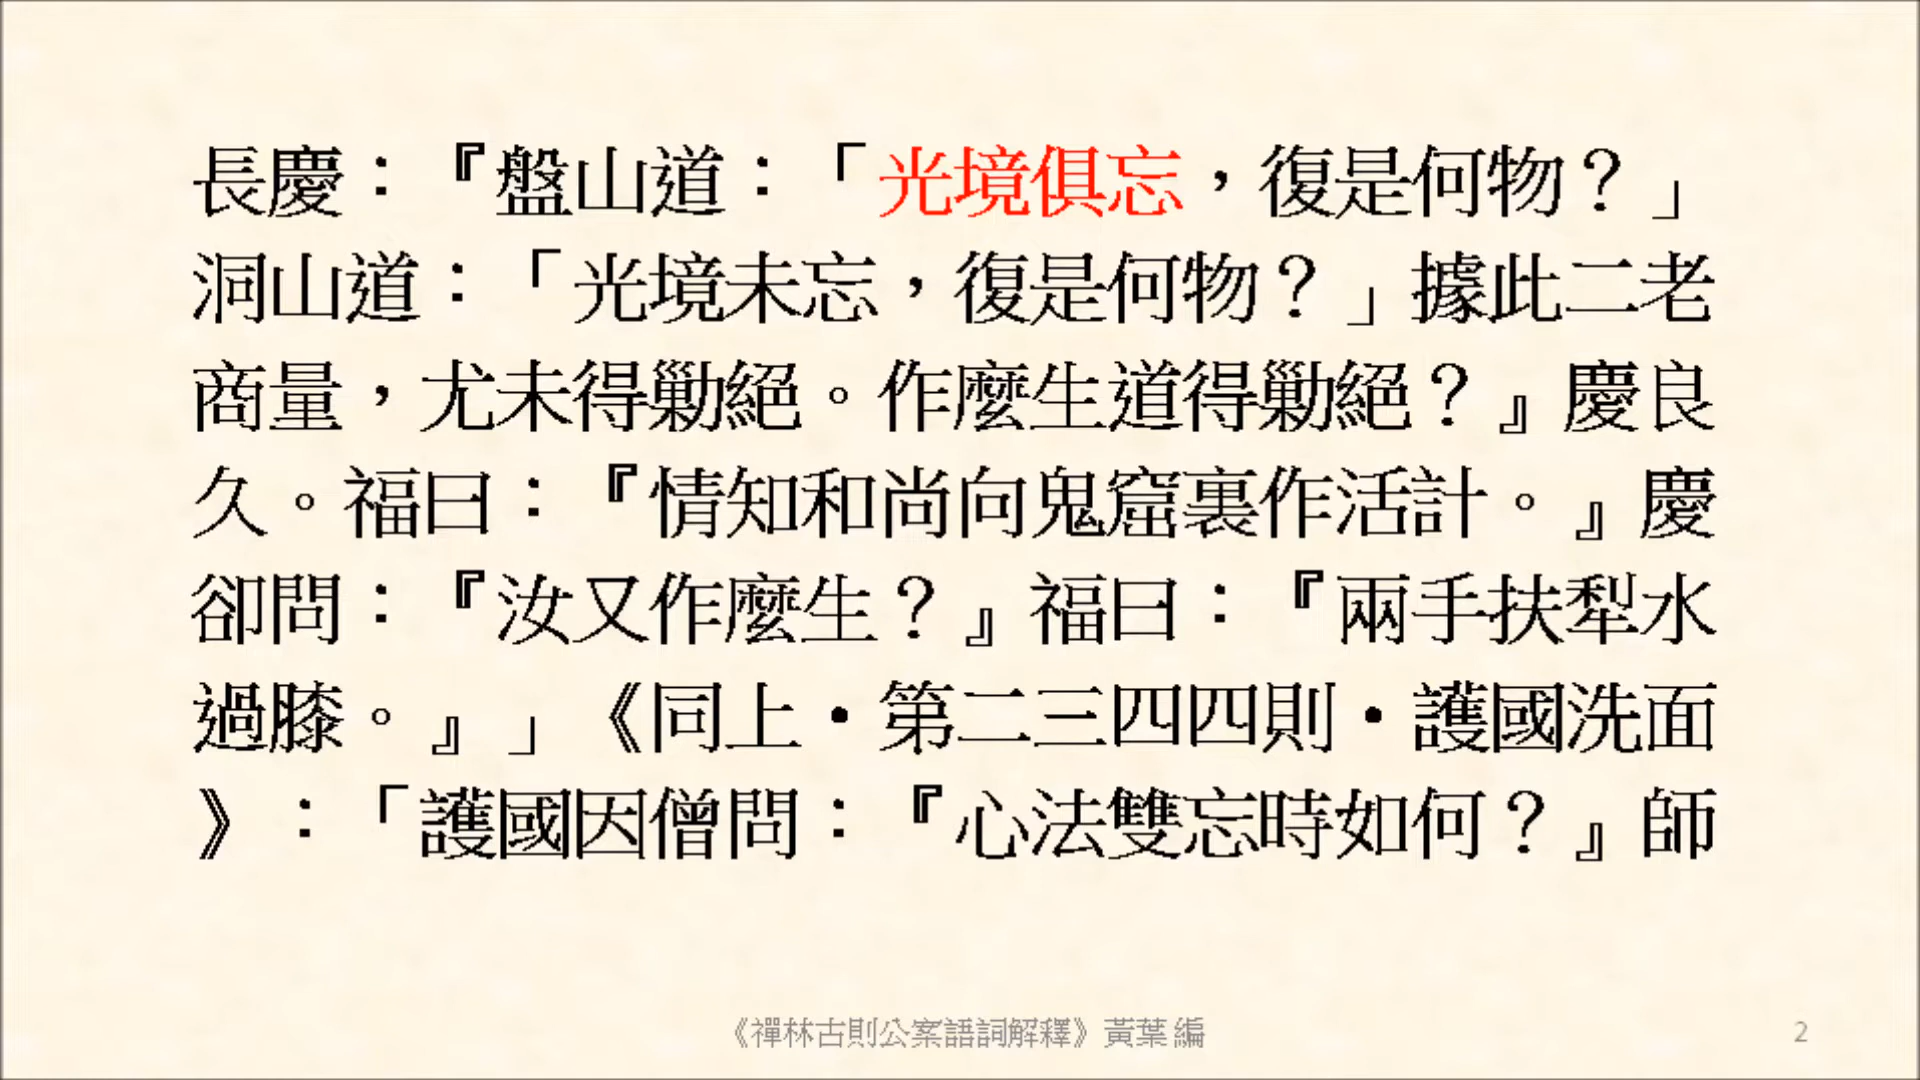 長慶：『盤山道：「光境俱忘，復是何物？」
洞山道：「光境未忘，復是何物？」據此二老
商量，尤未得勦絕。作麼生道得勦絕？』慶良
久。福曰：『情知和尚向鬼窟裏作活計。』慶
卻問：『汝又作麼生？』福曰：『兩手扶犁水
過膝。』」《同上•第二三四四則•護國洗面
》：「護國因僧問：『心法雙忘時如何？』師
《禪林古則公案語詞解釋》黃葉編
2